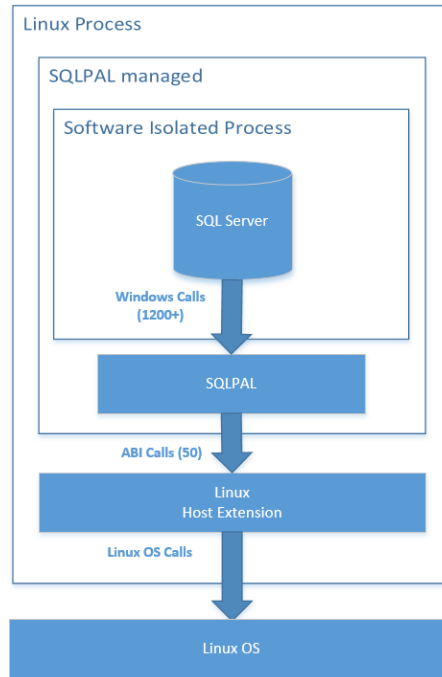 Linux Process
SQLPAL managed
Software Isolated Process
SQL Server
Windows Calls
(1200+)
SQLPAL
ABI Calls (50)
Linux
Host Extension
Linux OS Calls
Linux OS